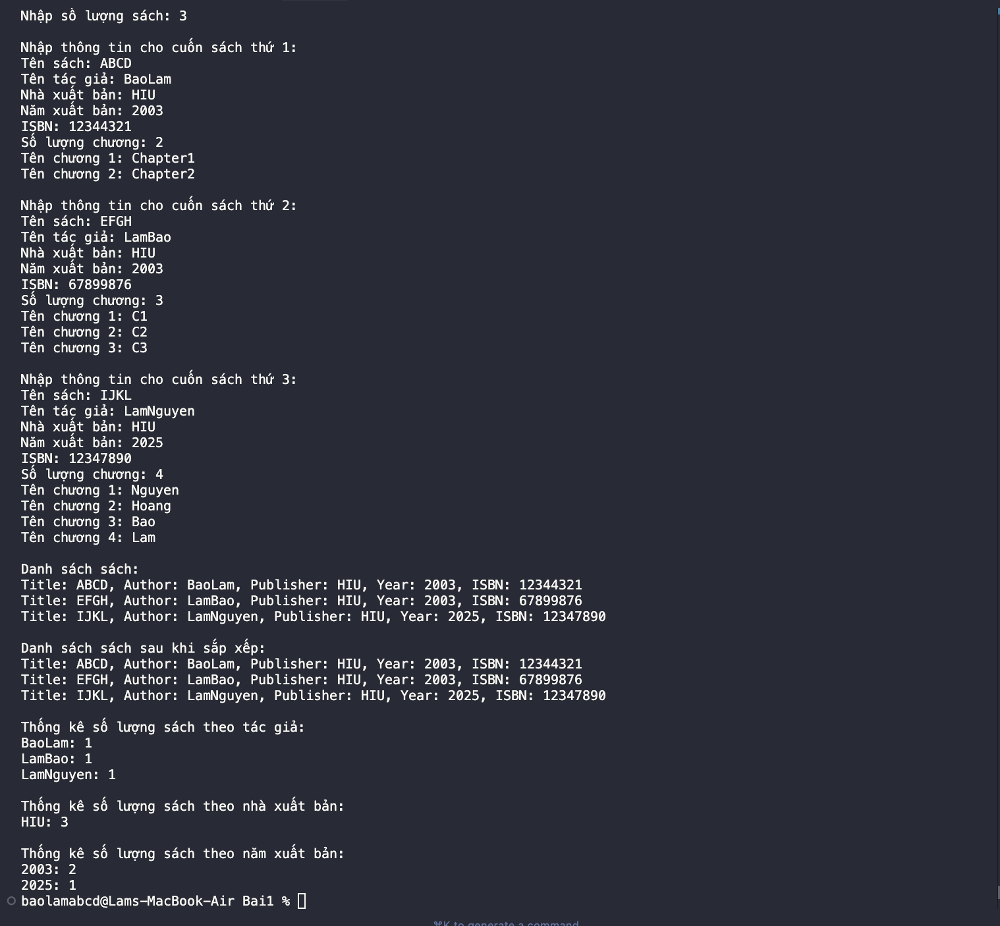 Nhập số lượng sách: 3
Nhập thông tin cho cuốn sách thứ 1:
Tên sách: ABCD
Tên tác giả: BaoLam
Nhà xuất bản: HIU
Năm xuất bản: 2003
ISBN: 12344321
Số lượng chương: 2
Tên chương 1: Chapter1
Tên chương 2: Chapter2
Nhập thông tin cho cuốn sách thứ 2:
Tên sách: EFGH
Tên tác giả: LamBao
Nhà xuất bản: HIU
Năm xuất bản: 2003
ISBN: 67899876
Số lượng chương: 3
Tên chương 1: C1
Tên chương 2: C2
Tên chương 3: C3
Nhập thông tin cho cuốn sách thứ 3:
Tên sách: IJKL
Tên tác giả: LamNguyen
Nhà xuất bản: HIU
Năm xuất bản: 2025
ISBN: 12347890
Số lượng chương: 4
Tên chương 1: Nguyen
Tên chương 2: Hoang
Tên chương 3: Bao
Tên chương 4: Lam
Danh sách sách:
Title: ABCD, Author: BaoLam, Publisher: HIU, Year: 2003, ISBN: 12344321
Title: EFGH, Author: LamBao, Publisher: HIU, Year: 2003, ISBN: 67899876
Title: IJKL, Author: LamNguyen, Publisher: HIU, Year: 2025, ISBN: 12347890
Danh sách sách sau khi sắp xếp:
Title: ABCD, Author: BaoLam, Publisher: HIU, Year: 2003, ISBN: 12344321
Title: EFGH, Author: LamBao, Publisher: HIU, Year: 2003, ISBN: 67899876
Title: IJKL, Author: LamNguyen, Publisher: HIU, Year: 2025, ISBN: 12347890
Thống kê số lượng sách theo tác giả:
BaoLam: 1
LamBao: 1
LamNguyen: 1
Thống kê số lượng sách theo nhà xuất bản:
HIU: 3
Thống kê số lượng sách theo năm xuất bản:
2003: 2
2025: 1
baolamabcd@Lams-MacBook-Air Bai1 %
⌘K to generate a command